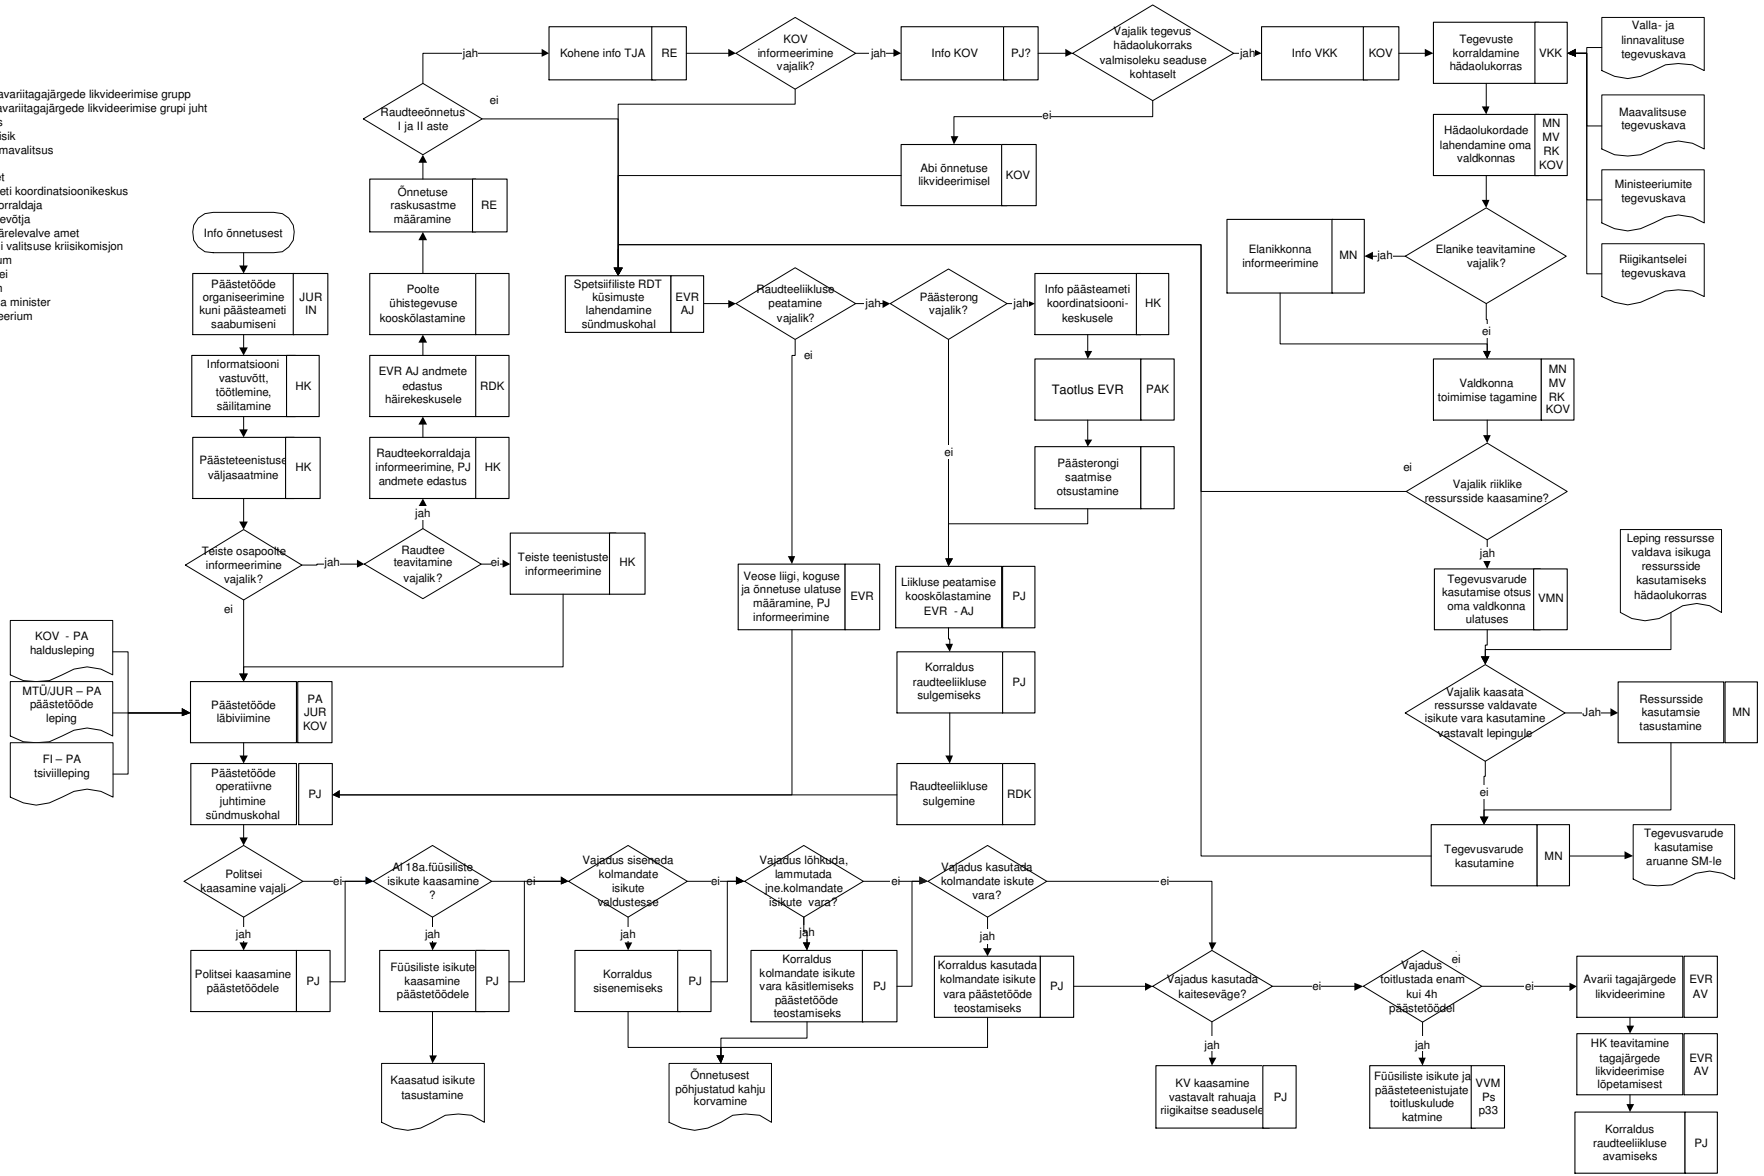 avariitagajärgede likvideerimise grupp
avariitagajärgede likvideerimise grupi juht
s
isik
mavalitsus
et
eti koordinatsioonikeskus
orraldaja
evõtja
ärelevalve amet
i valitsuse kriisikomisjon
um
ei
n
a minister
eerium
Info õnnetusest
Päästetööde
organiseerimine
kuni päästeameti
saabumiseni
JUR
IN
Informatsiooni
vastuvõtt,
töötlemine,
säilitamine
HK
Päästeteenistuse
väljasaatmine
HK
Teiste osapoolte
informeerimine
vajalik?
jah
ei
Raudtee
teavitamine
vajalik?
jah
ei
Teiste teenistuste
informeerimine
HK
Raudteekorraldaja
informeerimine, PJ
andmete edastus
HK
EVR AJ andmete
edastus
häirekeskusele
RDK
Poolte
ühistegevuse
kooskõlastamine
Õnnetuse
raskusastme
määramine
RE
Raudteeõnnetus
I ja II aste
jah
ei
Kohene info TJA
RE
KOV
informeerimine
vajalik?
jah
ei
Info KOV
PJ?
Vajalik tegevus
hädaolukorraks
valmisoleku seaduse
kohtaselt
jah
ei
Abi õnnetuse
likvideerimisel
KOV
Info VKK
KOV
Tegevuste
korraldamine
hädaolukorras
VKK
Valla- ja
linnavalituse
tegevuskava
Maavalitsuse
tegevuskava
Ministeeriumite
tegevuskava
Riigikantselei
tegevuskava
Hädaolukordade
lahendamine oma
valdkonnas
MN
MV
RK
KOV
Elanike teavitamine
vajalik?
jah
ei
Elanikkonna
informeerimine
MN
Valdkonna
toimimise tagamine
MN
MV
RK
KOV
Vajalik riiklike
ressursside kaasamine?
ei
jah
Tegevusvarude
kasutamise otsus
oma valdkonna
ulatuses
VMN
Leping ressursse
valdava isikuga
ressursside
kasutamiseks
hädaolukorras
Vajalik kaasata
ressursse valdavate
isikute vara kasutamine
vastavalt lepingule
Jah
ei
Ressursside
kasutamsie
tasustamine
MN
Tegevusvarude
kasutamine
MN
Tegevusvarude
kasutamise
aruanne SM-le
Spetsiifiliste RDT
küsimuste
lahendamine
sündmuskohal
EVR
AJ
Raudteeliikluse
peatamine
vajalik?
jah
ei
Päästerong
vajalik?
jah
ei
Info päästeameti
koordinatsiooni-
keskusele
HK
Taotlus EVR
PAK
Päästerongi
saatmise
otsustamine
Veose liigi, koguse
ja õnnetuse ulatuse
määramine, PJ
informeerimine
EVR
Liikluse peatamise
kooskõlastamine
EVR - AJ
PJ
Korraldus
raudteeliikluse
sulgemiseks
PJ
Raudteeliikluse
sulgemine
RDK
KOV - PA
haldusleping
MTÜ/JUR – PA
päästetööde
leping
FI – PA
tsiviilleping
Päästetööde
läbiviimine
PA
JUR
KOV
Päästetööde
operatiivne
juhtimine
sündmuskohal
PJ
Politsei
kaasamine vajali
ei
jah
Politsei kaasamine
päästetöödele
PJ
Al 18a.füüsiliste
isikute kaasamine
?
ei
jah
Füüsiliste isikute
kaasamine
päästetöödele
PJ
Kaasatud isikute
tasustamine
Vajadus siseneda
kolmandate
isikute
valdustesse
ei
jah
Korraldus
sisenemiseks
PJ
Vajadus lõhkuda,
lammutada
jne.kolmandate
isikute vara?
ei
jah
Korraldus
kolmandate isikute
vara käsitlemiseks
päästetööde
teostamiseks
PJ
Õnnetusest
põhjustatud kahju
korvamine
Vajadus kasutada
kolmandate iskute
vara?
ei
jah
Korraldus kasutada
kolmandate isikute
vara päästetööde
teostamiseks
PJ
Vajadus kasutada
kaiteseväge?
ei
jah
KV kaasamine
vastavalt rahuaja
riigikaitse seadusele
PJ
Vajadus
toitlustada enam
kui 4h
päästetöödel
ei
ei
jah
Füüsiliste isikute ja
päästeteenistujate
toitluskulude
katmine
VVM
Ps
p33
Avarii tagajärgede
likvideerimine
EVR
AV
HK teavitamine
tagajärgede
likvideerimise
lõpetamisest
EVR
AV
Korraldus
raudteeliikluse
avamiseks
PJ